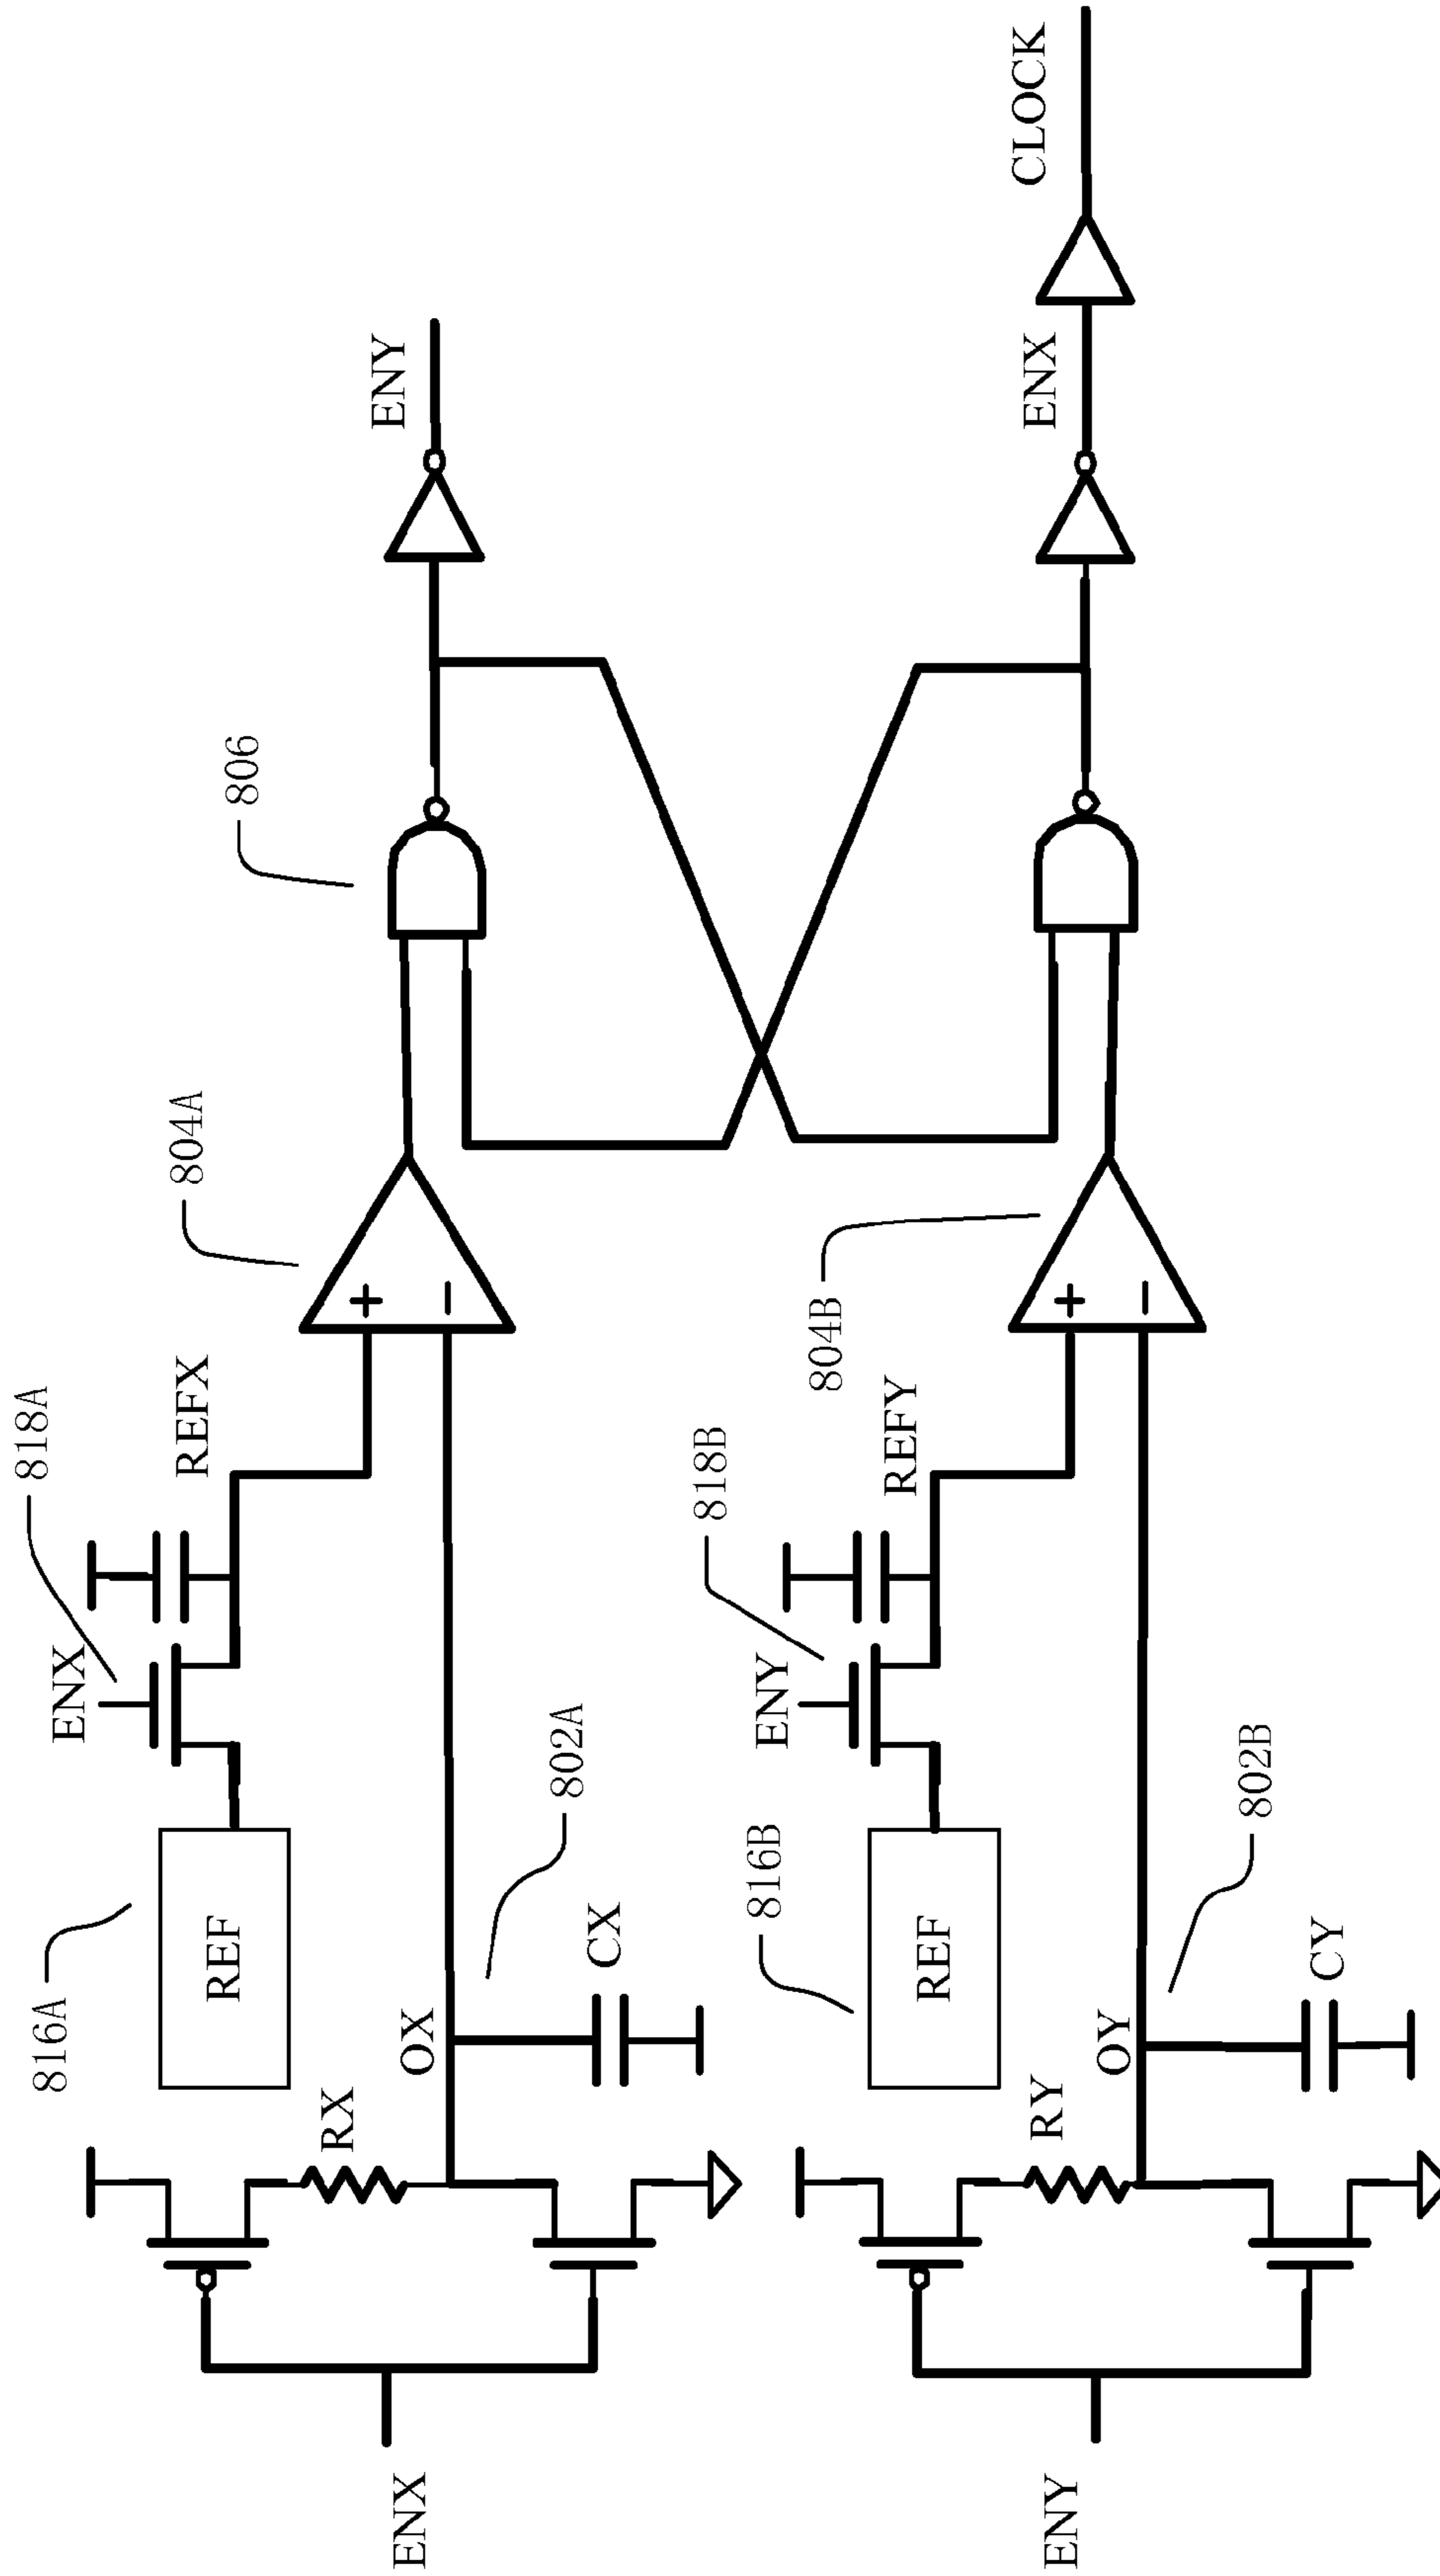 818A
816A
ENX
REFX
804A
806
REF
RX
ENY
ENX
OX
802A
CX
818B
816B
ENY
REFY
804B
REF
RY
ENX
CLOCK
ENY
OY
802B
CY
+
−
+
−